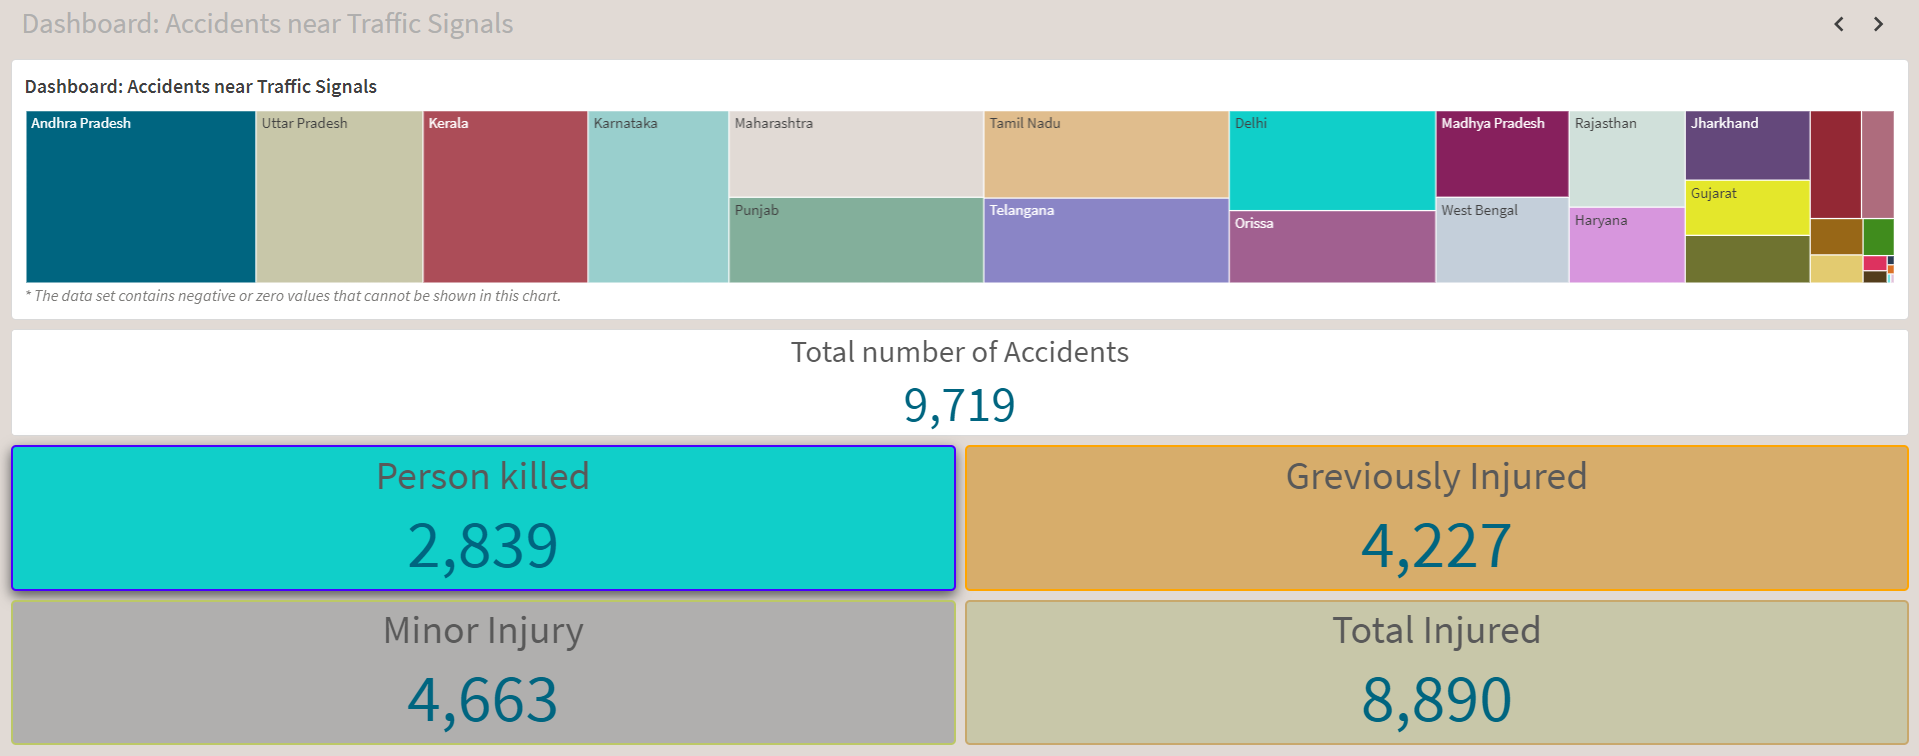 Dashboard: Accidents near Traffic Signals
Dashboard: Accidents near Traffic Signals
Andhra Pradesh
Uttar Pradesh
Kerala
Karnataka
Maharashtra
Tamil Nadu
Delhi
Madhya Pradesh
Rajasthan
Jharkhand
Gujarat
Punjab
Telangana
Orissa
West Bengal
Haryana
* The data set contains negative or zero values that cannot be shown in this chart.
Total number of Accidents
9,719
Person killed
2,839
Greviously Injured
4,227
Minor Injury
4,663
Total Injured
8,890